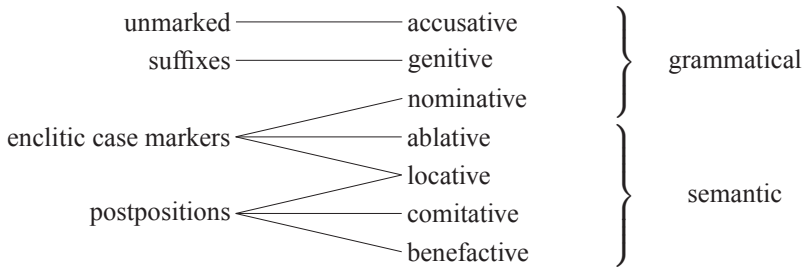 unmarked accusative
suffixes genitive grammatical
nominative
enclitic case markers ablative
locative
semantic
postpositions comitative
benefactive